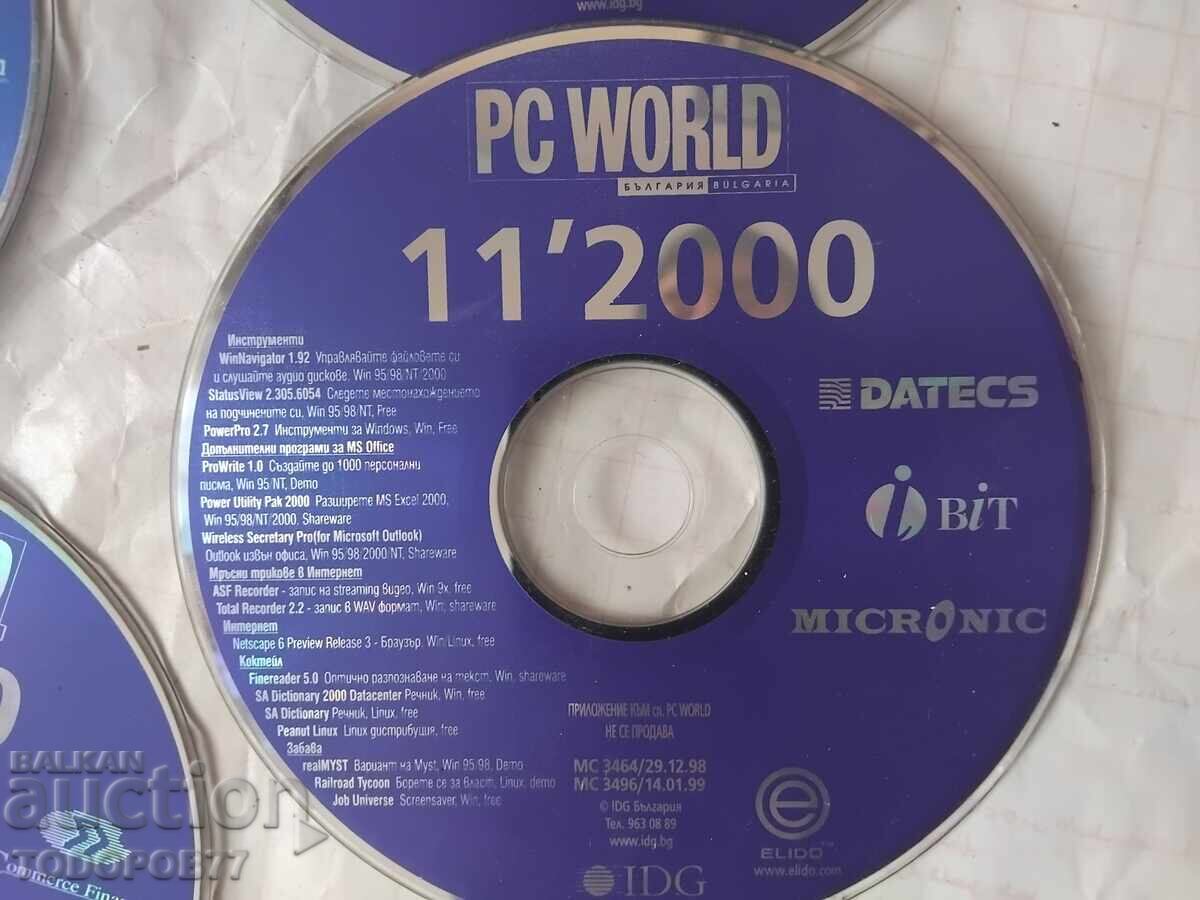 www.idg.bg
PC WORLD
БЪЛГАРИЯ BULGARIA
11'2000
Инструменти
WinNavigator 1.92 Управлявайте файловете си
и слушайте аудио дискове, Win 95/98/NT/2000
StatusView 2.305.6054 Следете местонахождението
на подчинените си, Win 95/98/NT, Free
PowerPro 2.7 Инструменти за Windows, Win, Free
Допълнителни програми за MS Office
ProWrite 1.0 Създайте до 1000 персонални
писма, Win 95/NT, Demo
Power Utility Pak 2000 Разширете MS Excel 2000,
Win 95/98/NT/2000, Shareware
Wireless Secretary Pro(for Microsoft Outlook)
Outlook извън офиса, Win 95/98/2000/NT, Shareware
Мръсни трикове в Интернет
ASF Recorder - запис на streaming видео, Win 9x, free
Total Recorder 2.2 - запис в WAV формат, Win, shareware
Интернет
Netscape 6 Preview Release 3 - Браузър, Win/Linux, free
Коктейл
Finereader 5.0 Оптично разпознаване на текст, Win, shareware
SA Dictionary 2000 Datacenter Речник, Win, free
SA Dictionary Речник, Linux, free
Peanut Linux Linux дистрибуция, free
Забава
realMYST Вариант на Myst, Win 95/98, Demo
Railroad Tycoon Борете се за власт, Linux, demo
Job Universe Screensaver, Win, free
DATECS
BiT
MICRONIC
ПРИЛОЖЕНИЕ КЪМ сп. PC WORLD
НЕ СЕ ПРОДАВА
МС 3464/29.12.98
МС 3496/14.01.99
© IDG България
Тел. 963 08 89
www.idg.bg
IDG
ELIDO
www.elido.com
BALKAN
auction
ТОДОРОВ77
Commerce